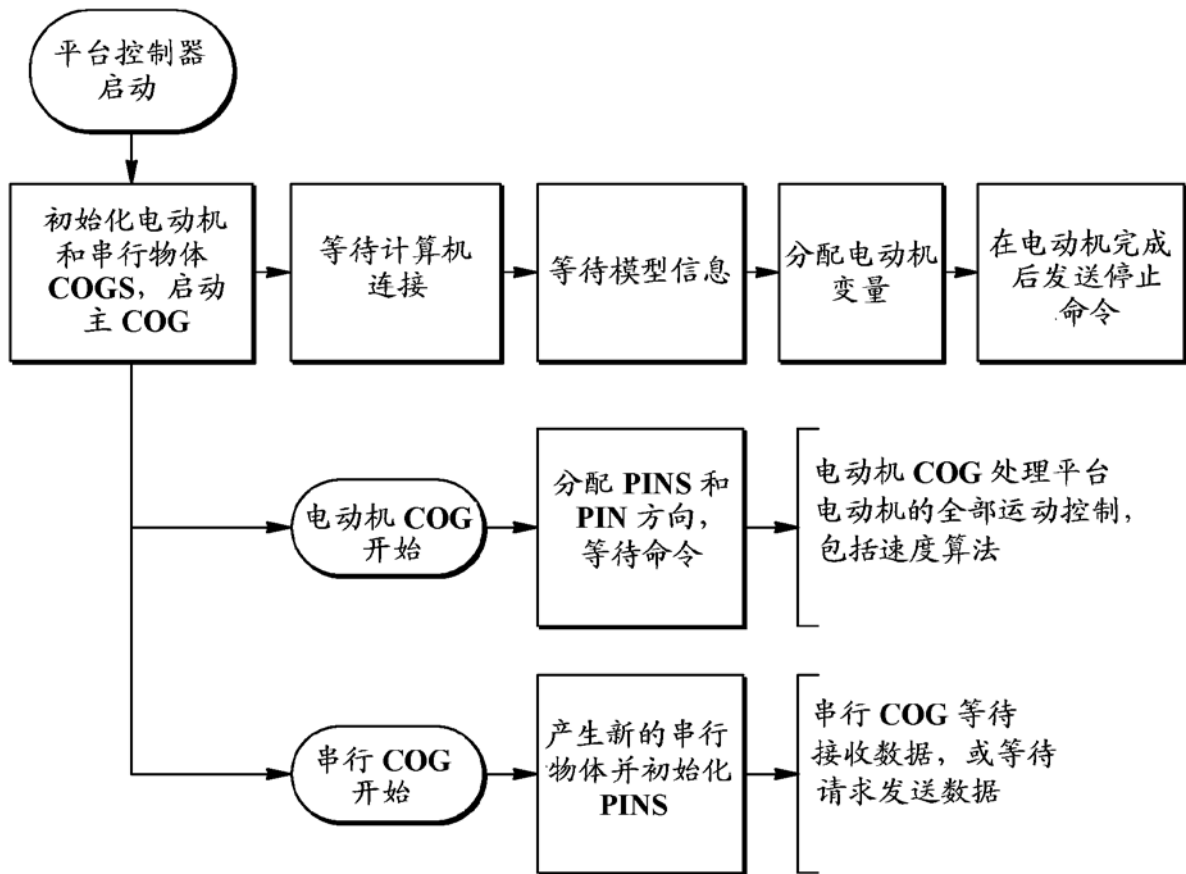 平台控制器
启动
初始化电动机
和串行物体
COGS，启动
主 COG
等待计算机
连接
等待模型信息
分配电动机
变量
在电动机完成
后发送停止
命令
电动机 COG
开始
分配 PINS 和
PIN 方向，
等待命令
电动机 COG 处理平台
电动机的全部运动控制，
包括速度算法
串行 COG
开始
产生新的串行
物体并初始化
PINS
串行 COG 等待
接收数据，或等待
请求发送数据